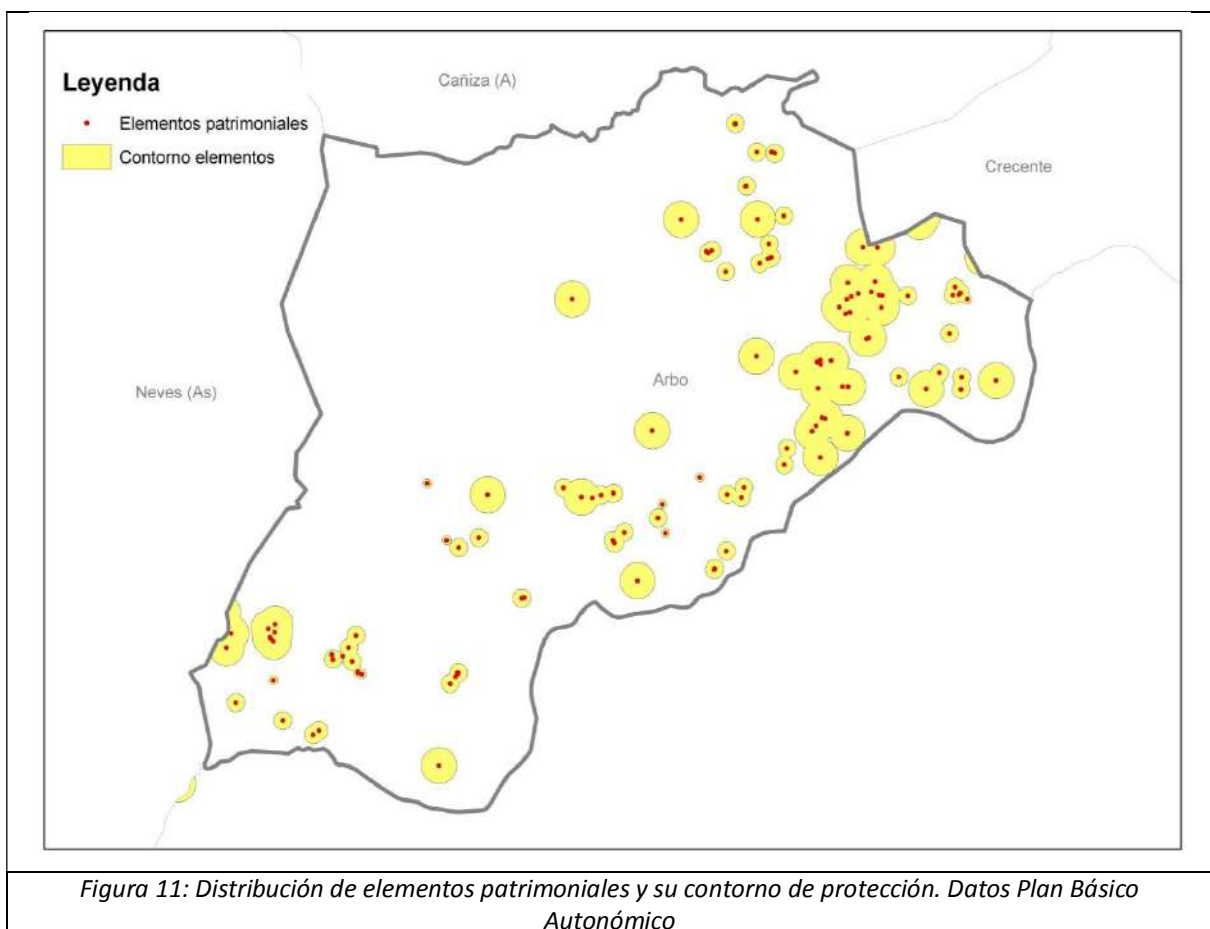 Leyenda
Elementos patrimoniales
Contorno elementos
Cañiza (A)
Crecente
Neves (As)
Arbo
Figura 11: Distribución de elementos patrimoniales y su contorno de protección. Datos Plan Básico
Autonómico